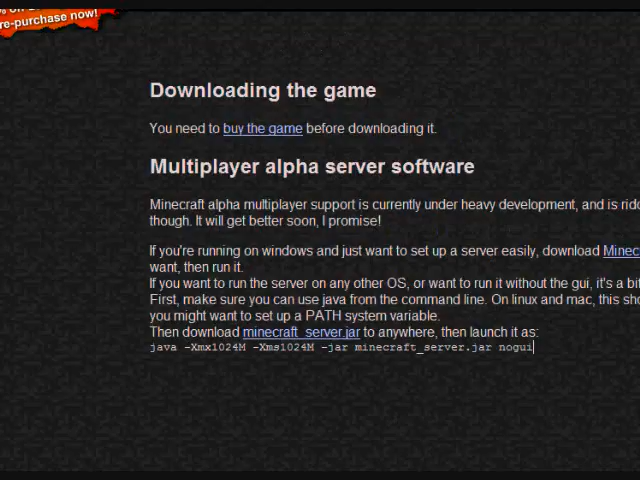 re-purchase now!
Downloading the game
You need to buy the game before downloading it.
Multiplayer alpha server software
Minecraft alpha multiplayer support is currently under heavy development, and is
though. It will get better soon, I promise!
If you're running on windows and just want to set up a server easily, download Minec
want, then run it.
If you want to run the server on any other OS, or want to run it without the gui, it's a bit
First, make sure you can use java from the command line. On linux and mac, this
you might want to set up a PATH system variable.
Then download minecraft_server.jar to anywhere, then launch it as:
java -Xmx1024M -Xms1024M -jar minecraft_server.jar nogui